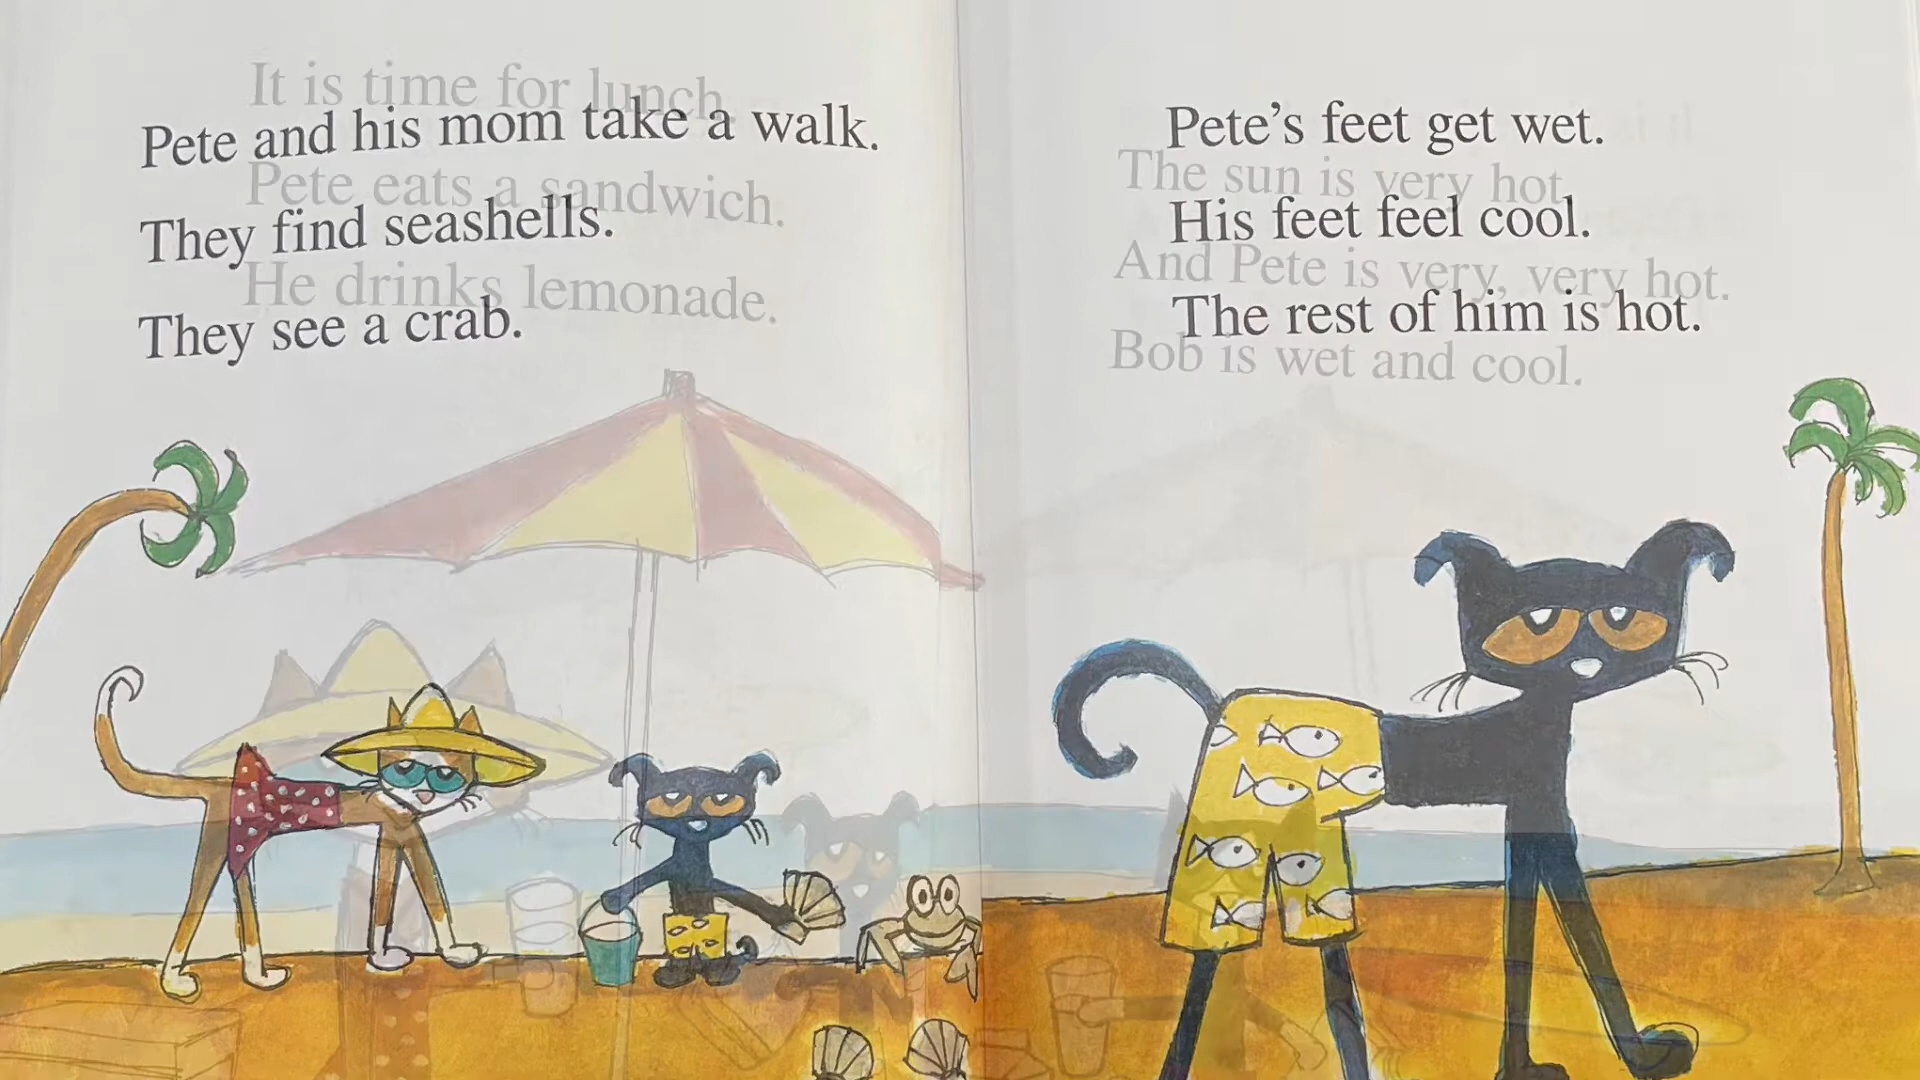 It is time for lunch.
Pete and his mom take a walk.
Pete eats a sandwich.
They find seashells.
He drinks lemonade.
They see a crab.
Pete's feet get wet.
The sun is very hot.
His feet feel cool.
And Pete is very, very hot.
The rest of him is hot.
Bob is wet and cool.